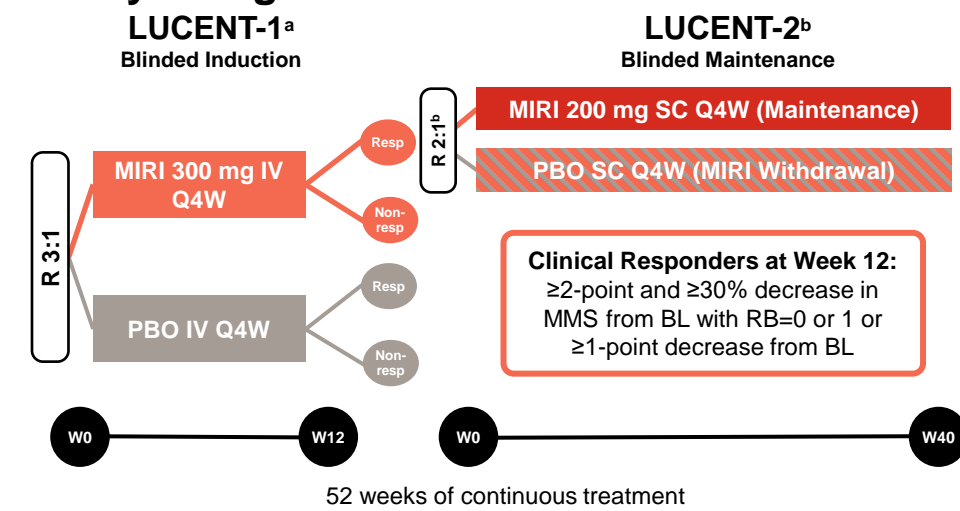 LUCENT-1ᵃ
Blinded Induction
LUCENT-2ᵇ
Blinded Maintenance
R 3:1
MIRI 300 mg IV
Q4W
Resp
Non-
resp
PBO IV Q4W
Resp
Non-
resp
R 2:1ᵇ
MIRI 200 mg SC Q4W (Maintenance)
PBO SC Q4W (MIRI Withdrawal)
Clinical Responders at Week 12:
≥2-point and ≥30% decrease in
MMS from BL with RB=0 or 1 or
≥1-point decrease from BL
W0
W12
W0
W40
52 weeks of continuous treatment